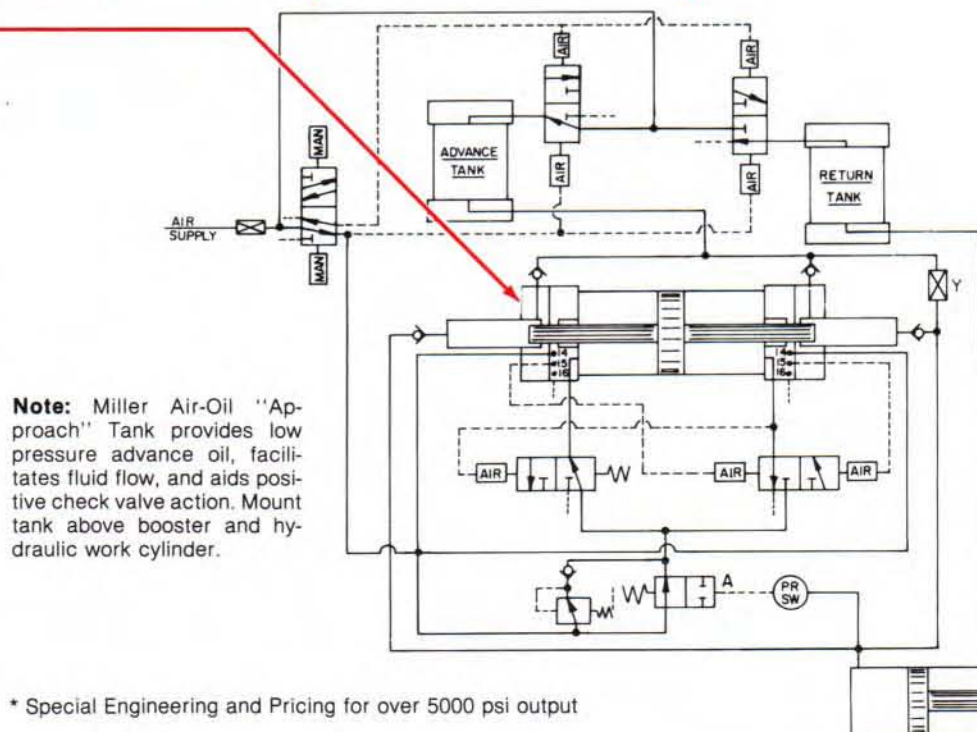 AIR
AIR
MAN
ADVANCE
TANK
AIR
AIR
RETURN
TANK
AIR
SUPPLY
MAN
Y
14
15
16
14
15
16
Note: Miller Air-Oil "Ap-
proach" Tank provides low
pressure advance oil, facili-
tates fluid flow, and aids posi-
tive check valve action. Mount
tank above booster and hy-
draulic work cylinder.
AIR
AIR
AIR
A
PR
SW
* Special Engineering and Pricing for over 5000 psi output